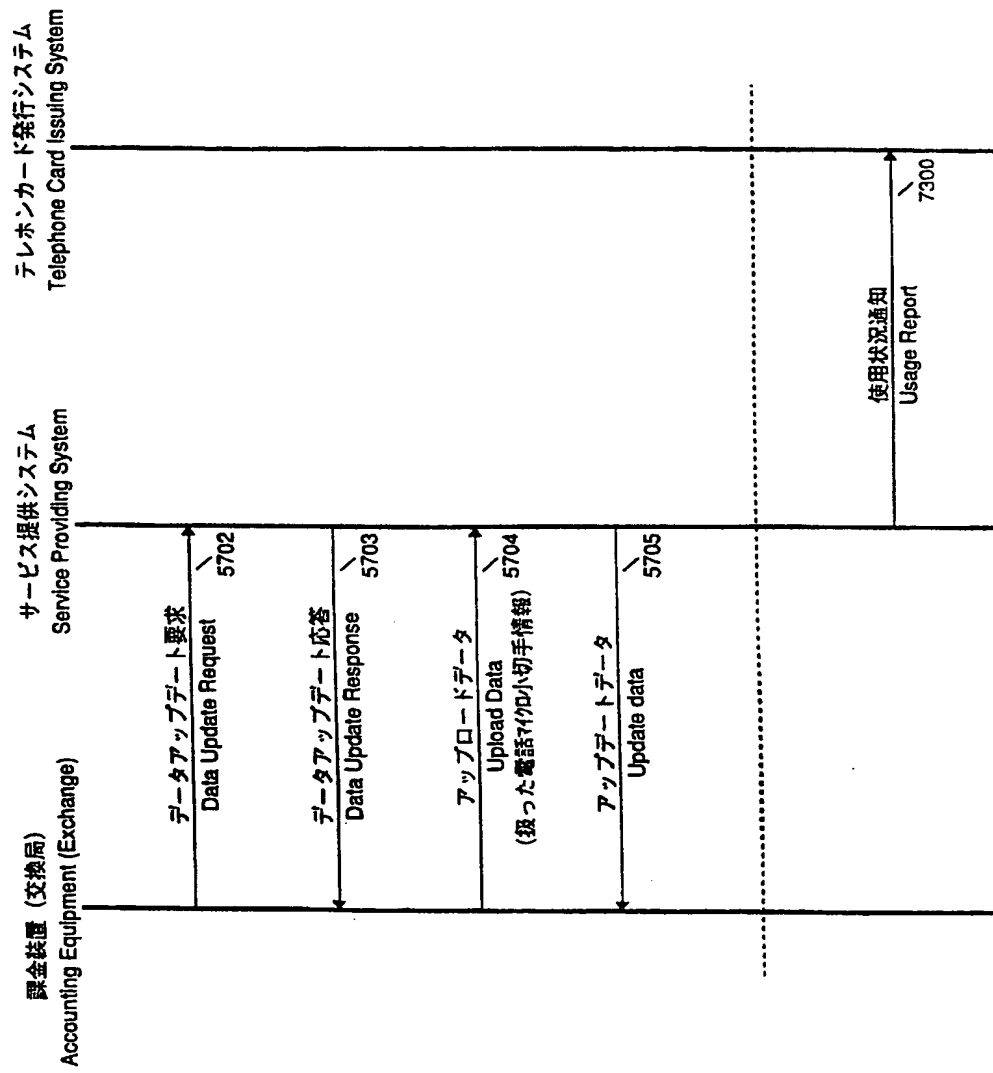 課金装置 (交換局)
Accounting Equipment (Exchange)
サービス提供システム
Service Providing System
テレホンカード発行システム
Telephone Card Issuing System
データアップデート要求
Data Update Request
5702
データアップデート応答
Data Update Response
5703
アップロードデータ
Upload Data
(扱った電話マイクロ小切手情報)
5704
アップデートデータ
Update data
5705
使用状況通知
Usage Report
7300